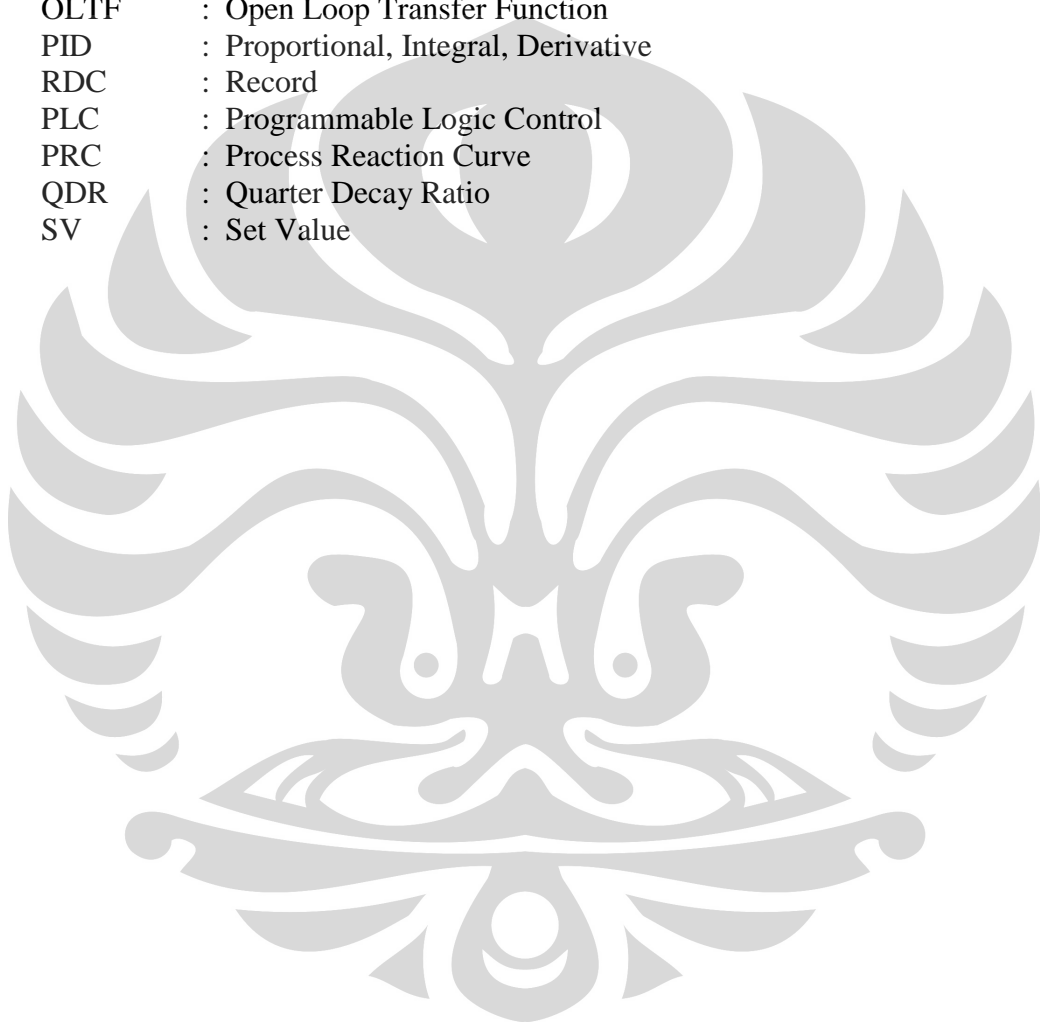 OLTF : Open Loop Transfer Function
PID : Proportional, Integral, Derivative
RDC : Record
PLC : Programmable Logic Control
PRC : Process Reaction Curve
QDR : Quarter Decay Ratio
SV : Set Value